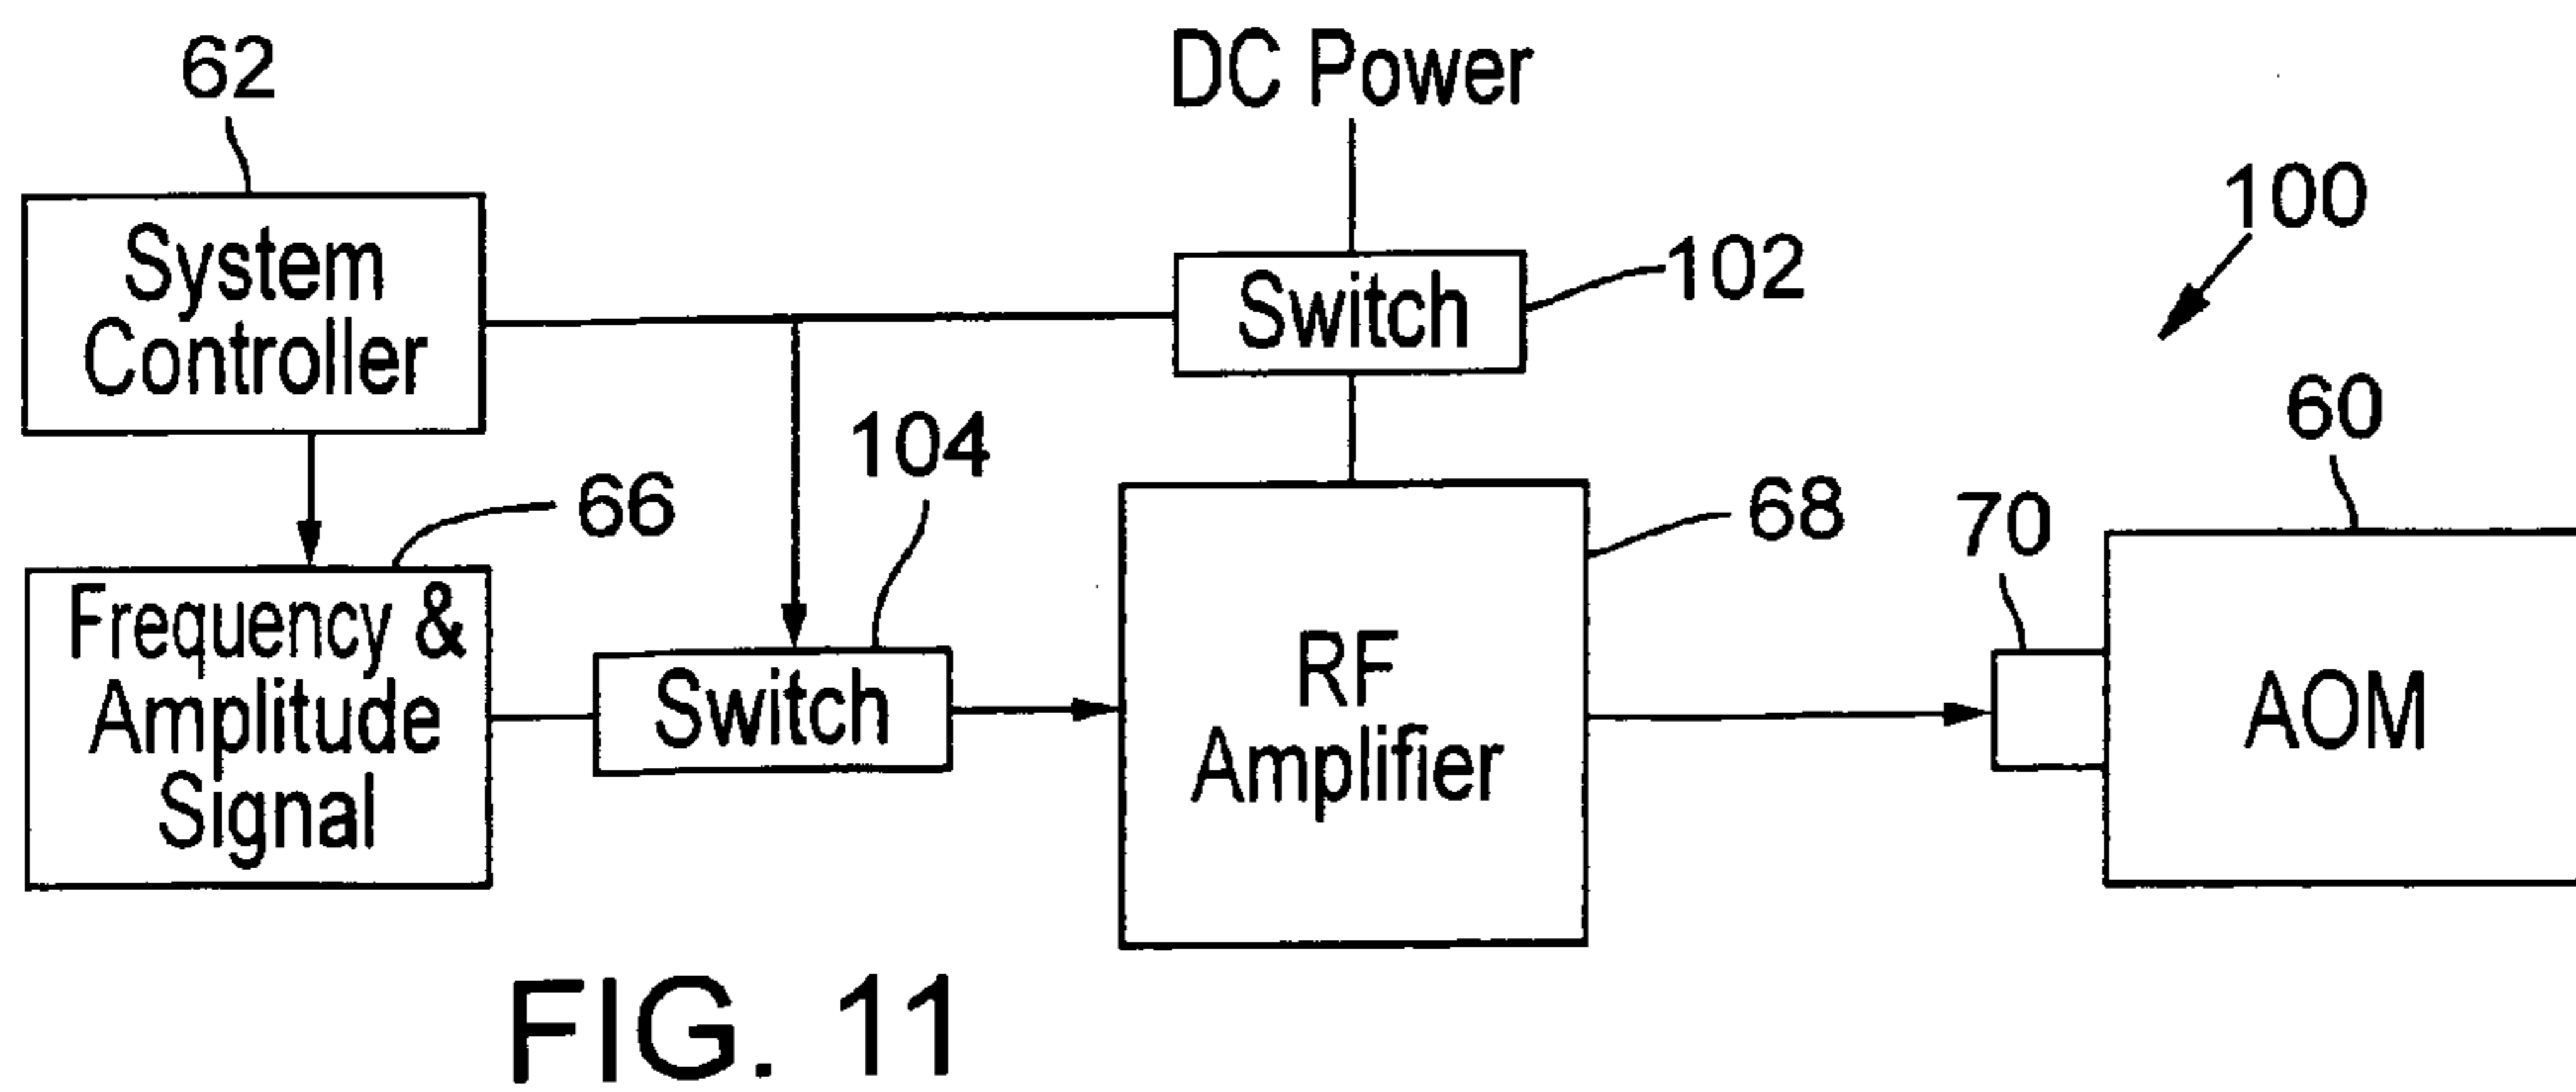 62
DC Power
100
System
Controller
Switch
102
104
60
66
68
70
Frequency &
Amplitude
Signal
Switch
RF
Amplifier
AOM
FIG. 11